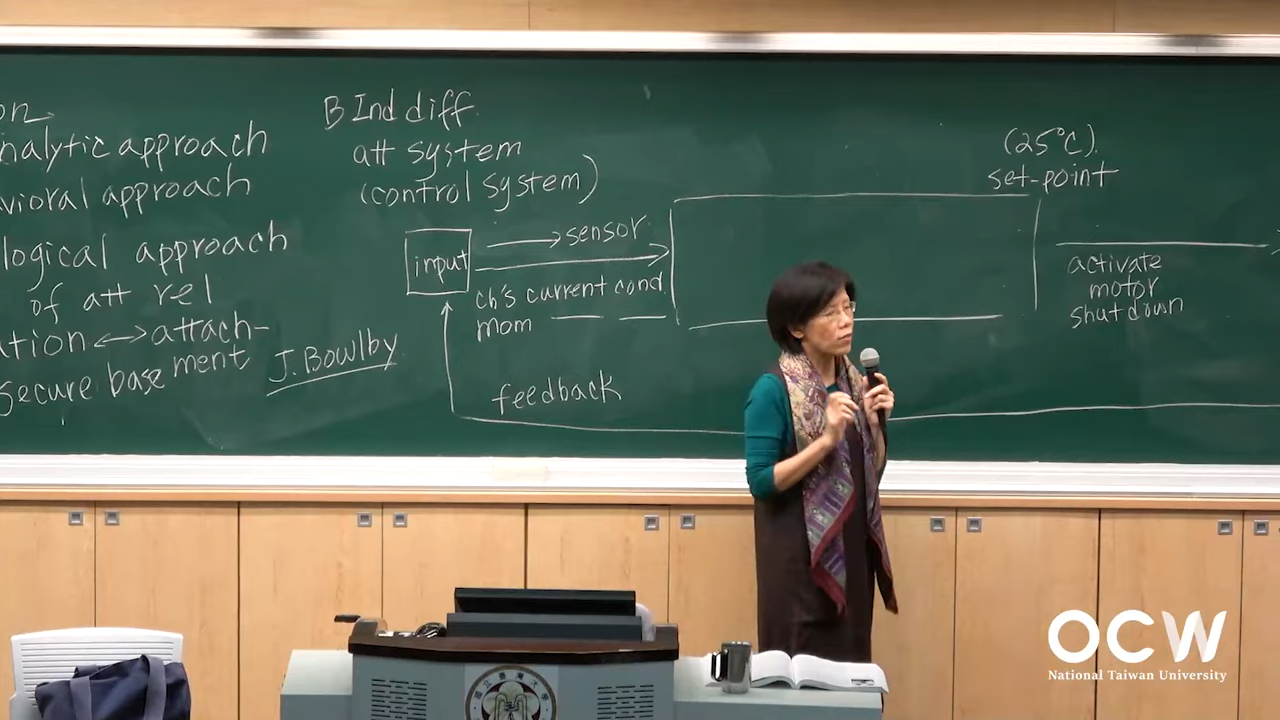 on
nalytic approach
vioral approach
logical approach
of att rel
ation ↔ attach-
ment
secure base
J. Bowlby
B Ind diff.
att system
(control system)
input
→ sensor
ch's current cond.
mom
feedback
(25°C).
set-point
activate
motor
shut down
OCW
National Taiwan University